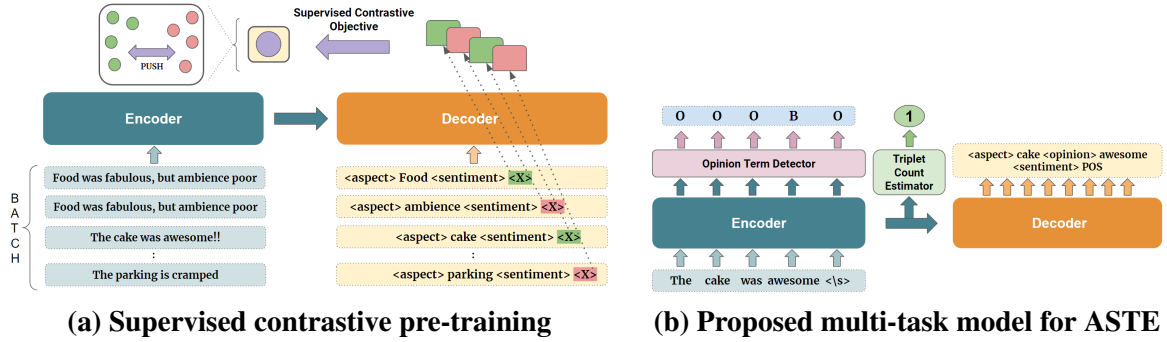 Supervised Contrastive
Objective
PUSH
Encoder
Decoder
BATCH
Food was fabulous, but ambience poor
<aspect> Food <sentiment> <X>
Food was fabulous, but ambience poor
<aspect> ambience <sentiment> <X>
The cake was awesome!!
<aspect> cake <sentiment> <X>
:
:
The parking is cramped
<aspect> parking <sentiment> <X>
(a) Supervised contrastive pre-training
O O O B O
1
Opinion Term Detector
Triplet
Count
Estimator
<aspect> cake <opinion> awesome
<sentiment> POS
Encoder
Decoder
The cake was awesome <\s>
(b) Proposed multi-task model for ASTE